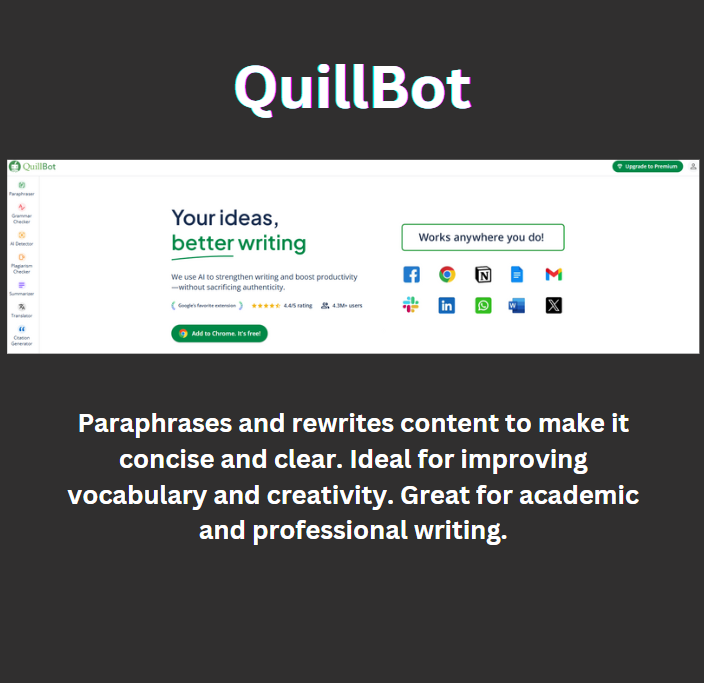 QuillBot
QuillBot
Upgrade to Premium
Paraphraser
Grammar
Checker
AI Detector
Plagiarism
Checker
Summarizer
Translator
Citation
Generator
Your ideas,
better writing
We use AI to strengthen writing and boost productivity
—without sacrificing authenticity.
Google's favorite extension
4.4/5 rating
4.3M+ users
Add to Chrome. It's free!
Works anywhere you do!
Paraphrases and rewrites content to make it
concise and clear. Ideal for improving
vocabulary and creativity. Great for academic
and professional writing.